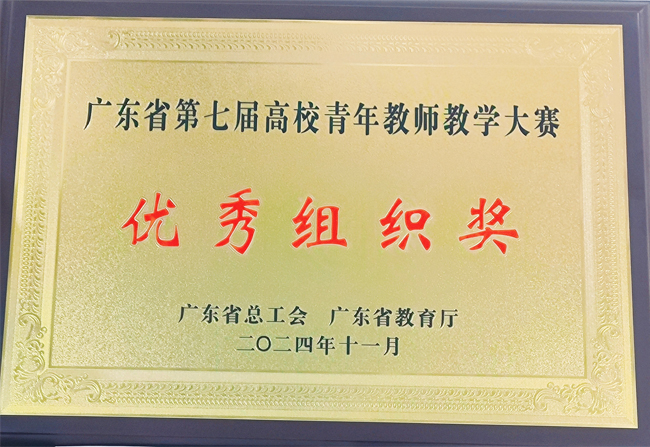 广东省第七届高校青年教师教学大赛
优秀组织奖
广东省总工会 广东省教育厅
二〇二四年十一月